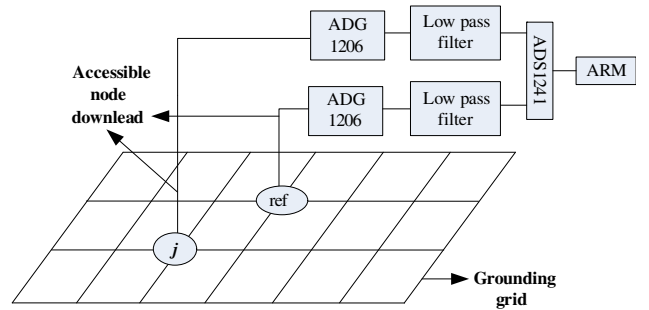 ADG
1206
Low pass
filter
ADS1241
ARM
Accessible
node
downlead
ADG
1206
Low pass
filter
ref
j
Grounding
grid